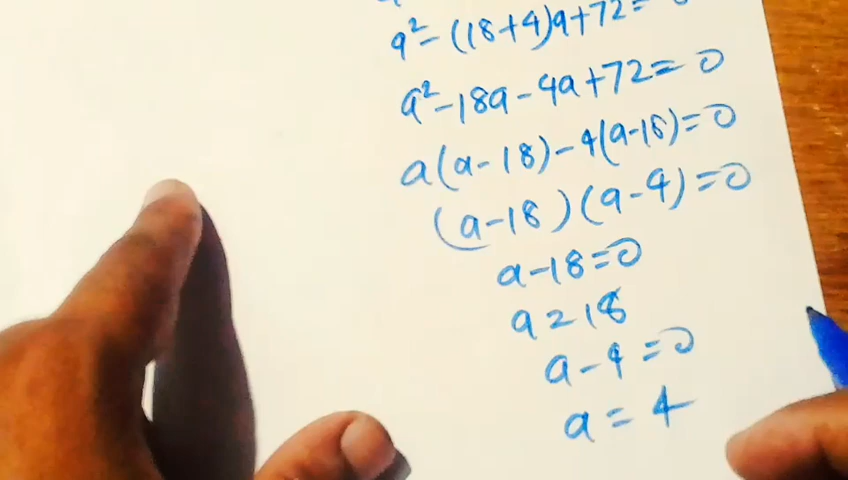 a²-(18+4)a+72=0
a²-18a-4a+72=0
a(a-18)-4(a-18)=0
(a-18)(a-4)=0
a-18=0
a=18
a-4=0
a=4